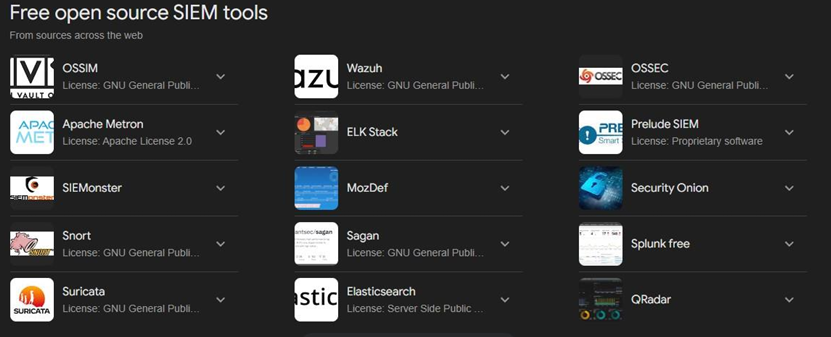 Free open source SIEM tools
From sources across the web
OSSIM
License: GNU General Publi...
Wazuh
License: GNU General Publi...
OSSEC
License: GNU General Publi...
Apache Metron
License: Apache License 2.0
ELK Stack
Prelude SIEM
License: Proprietary software
SIEMonster
MozDef
Security Onion
Snort
License: GNU General Publi...
Sagan
License: GNU General Publi...
Splunk free
Suricata
License: GNU General Publi...
Elasticsearch
License: Server Side Public ...
QRadar
OSSEC
SURICATA